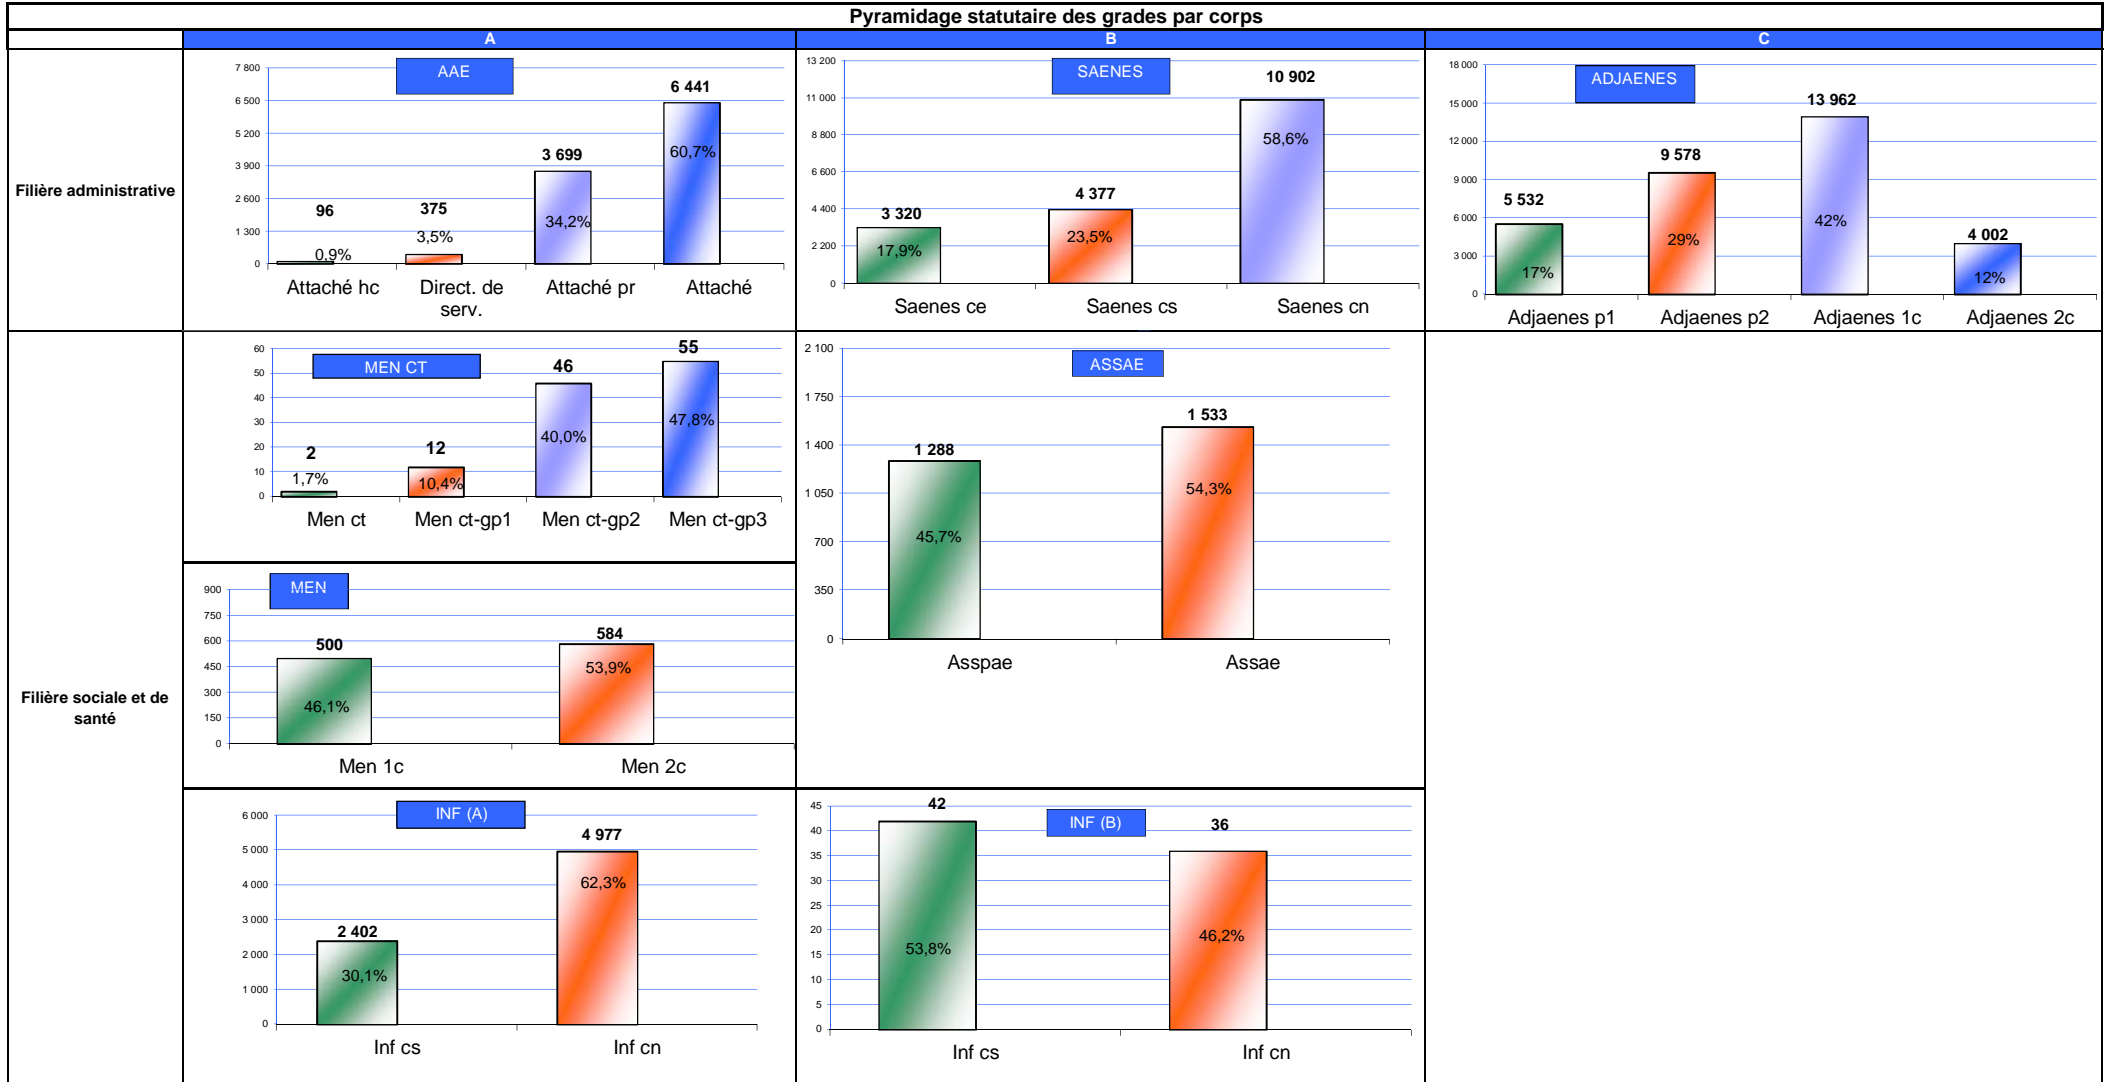 Pyramidage statutaire des grades par corps
A
B
C
Filière administrative
AAE
7 800
6 500
5 200
3 900
2 600
1 300
0
96
0,9%
375
3,5%
3 699
34,2%
6 441
60,7%
Attaché hc
Direct. de
serv.
Attaché pr
Attaché
SAENES
13 200
11 000
8 800
6 600
4 400
2 200
0
3 320
17,9%
4 377
23,5%
10 902
58,6%
Saenes ce
Saenes cs
Saenes cn
ADJAENES
18 000
15 000
12 000
9 000
6 000
3 000
0
5 532
17%
9 578
29%
13 962
42%
4 002
12%
Adjaenes p1
Adjaenes p2
Adjaenes 1c
Adjaenes 2c
Filière sociale et de
santé
MEN CT
60
50
40
30
20
10
0
2
1,7%
12
10,4%
46
40,0%
55
47,8%
Men ct
Men ct-gp1
Men ct-gp2
Men ct-gp3
ASSAE
2 100
1 750
1 400
1 050
700
350
0
1 288
45,7%
1 533
54,3%
Asspae
Assae
MEN
900
750
600
450
300
150
0
500
46,1%
584
53,9%
Men 1c
Men 2c
INF (A)
6 000
5 000
4 000
3 000
2 000
1 000
0
2 402
30,1%
4 977
62,3%
Inf cs
Inf cn
INF (B)
45
40
35
30
25
20
15
10
5
0
42
53,8%
36
46,2%
Inf cs
Inf cn